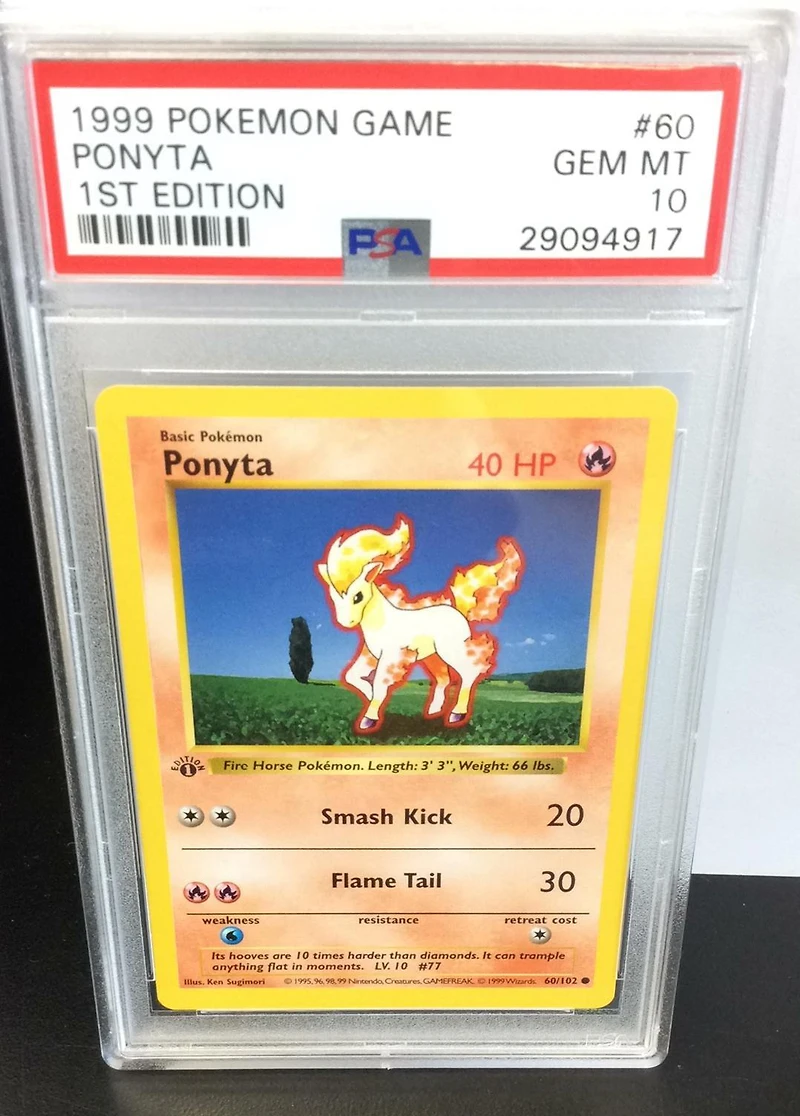 1999 POKEMON GAME #60
PONYTA GEM MT
1ST EDITION 10
PSA 29094917
Basic Pokémon
Ponyta 40 HP
EDITION 1
Fire Horse Pokémon. Length: 3' 3", Weight: 66 lbs.
Smash Kick 20
Flame Tail 30
weakness resistance retreat cost
Its hooves are 10 times harder than diamonds. It can trample
anything flat in moments. LV. 10 #77
Illus. Ken Sugimori © 1995, 96, 98, 99 Nintendo, Creatures, GAMEFREAK. © 1999 Wizards. 60/102